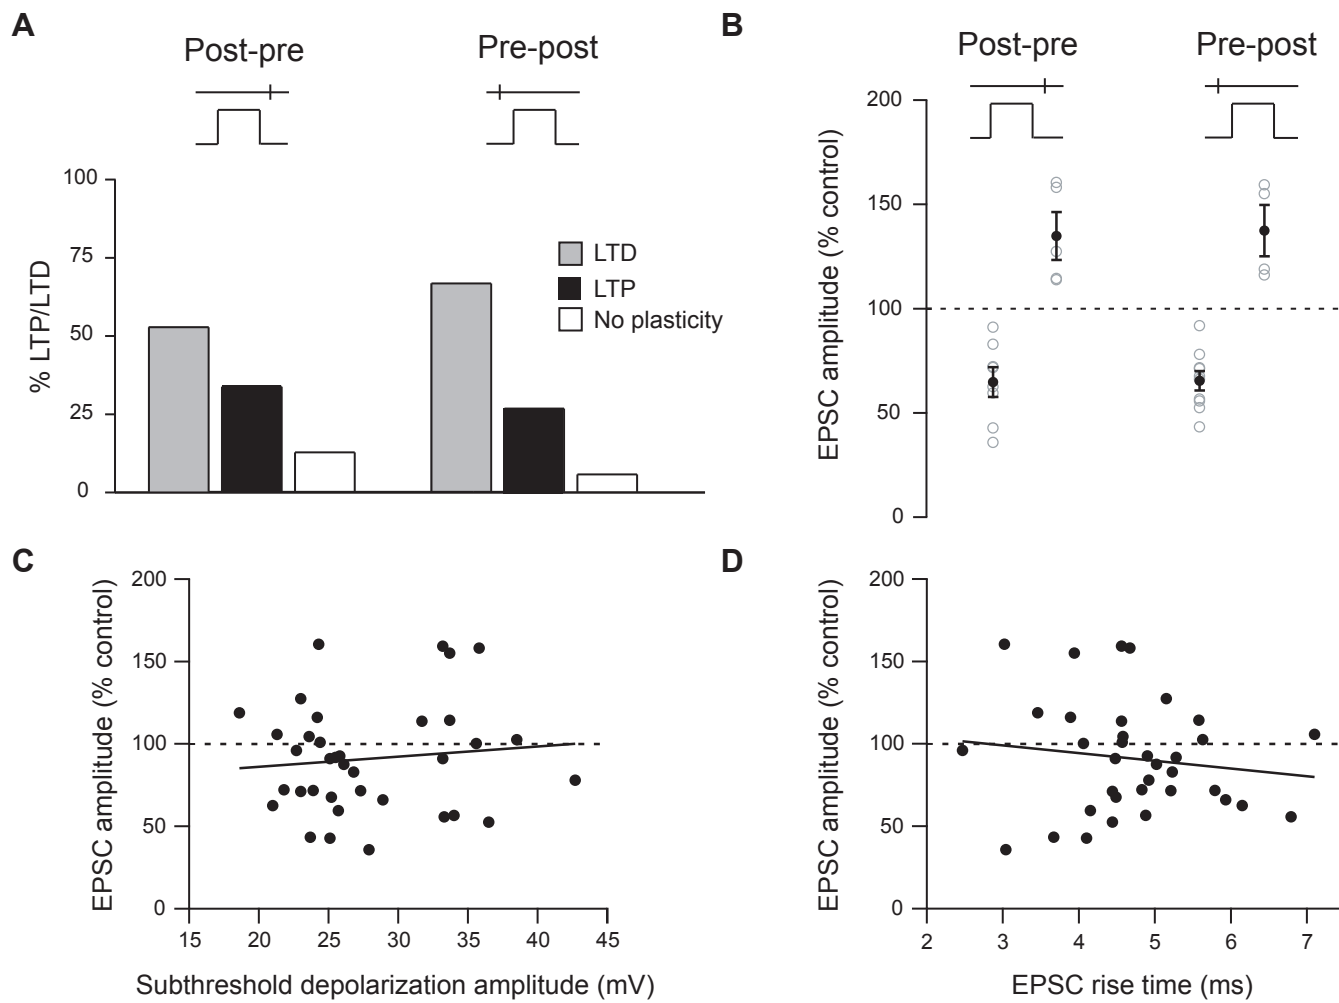 A
Post-pre
Pre-post
% LTP/LTD
100
75
50
25
0
LTD
LTP
No plasticity
B
Post-pre
Pre-post
EPSC amplitude (% control)
200
150
100
50
0
C
EPSC amplitude (% control)
200
150
100
50
0
15 20 25 30 35 40 45
Subthreshold depolarization amplitude (mV)
D
EPSC amplitude (% control)
200
150
100
50
0
2 3 4 5 6 7
EPSC rise time (ms)